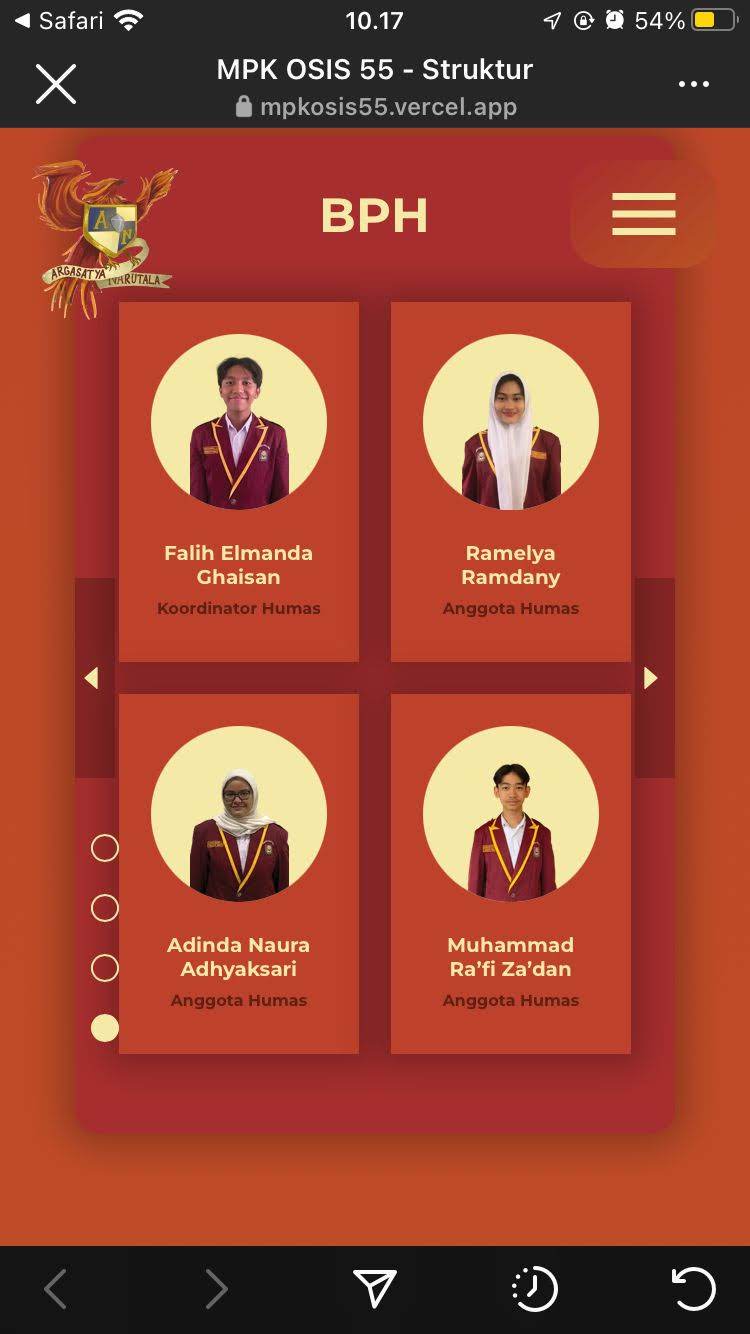 Safari
10.17
54%
MPK OSIS 55 - Struktur
mpkosis55.vercel.app
BPH
A
N
ARGASATYA
NARUTALA
Falih Elmanda
Ghaisan
Koordinator Humas
Ramelya
Ramdany
Anggota Humas
Adinda Naura
Adhyaksari
Anggota Humas
Muhammad
Ra’fi Za’dan
Anggota Humas